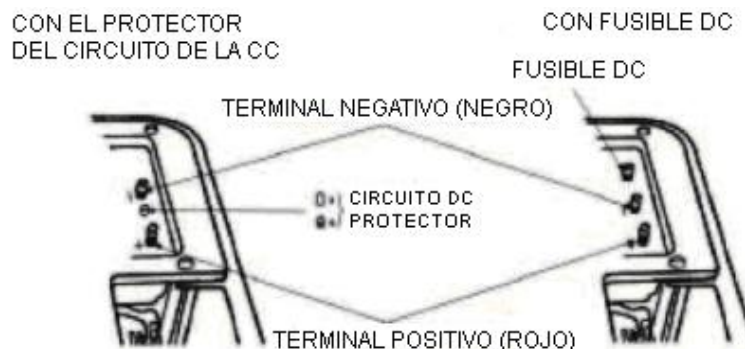 CON EL PROTECTOR
DEL CIRCUITO DE LA CC
CON FUSIBLE DC
FUSIBLE DC
TERMINAL NEGATIVO (NEGRO)
CIRCUITO DC
PROTECTOR
TERMINAL POSITIVO (ROJO)